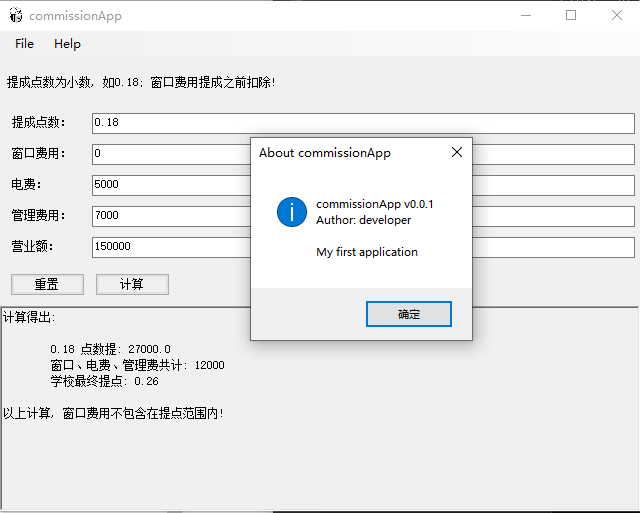 commissionApp
File Help
提成点数为小数，如0.18；窗口费用提成之前扣除！
提成点数： 0.18
窗口费用： 0
电费： 5000
管理费用： 7000
营业额： 150000
重置 计算
About commissionApp
commissionApp v0.0.1
Author: developer
My first application
确定
计算得出：
0.18 点数提：27000.0
窗口、电费、管理费共计：12000
学校最终提点：0.26
以上计算，窗口费用不包含在提点范围内！